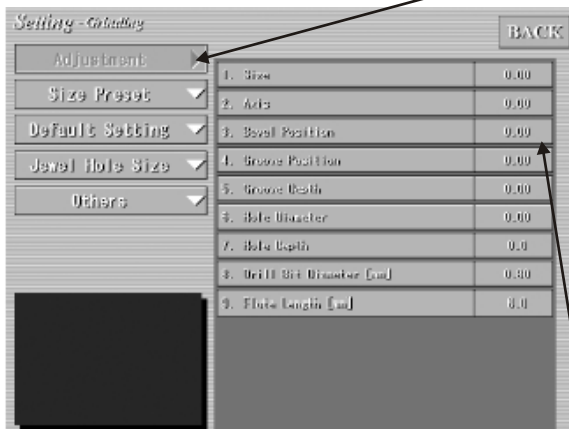 Setting - Grinding
BACK
Adjustment
Size Preset
Default Setting
Jewel Hole Size
Others
1. Size 0.00
2. Axis 0.00
3. Bevel Position 0.00
4. Groove Position 0.00
5. Groove Depth 0.00
6. Hole Diameter 0.00
7. Hole Depth 0.0
8. Drill Bit Diameter [mm] 0.80
9. Flute Length [mm]